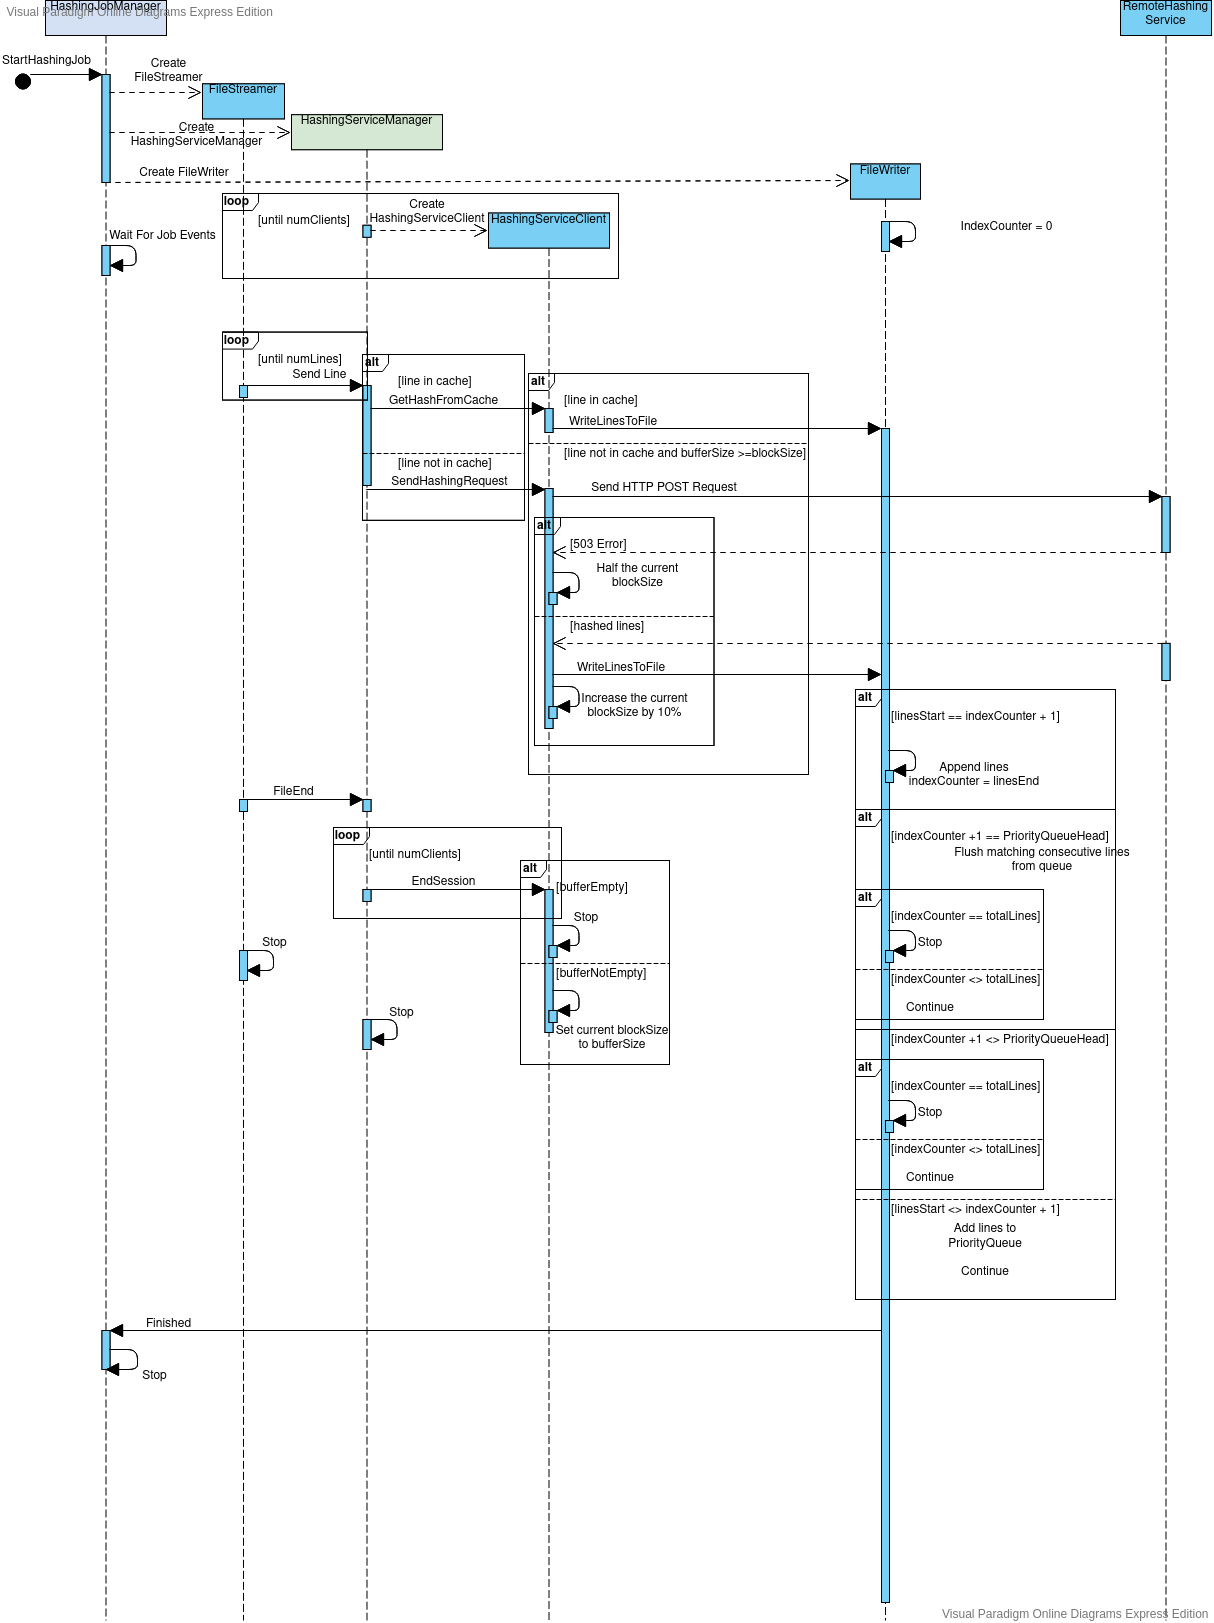 HashingJobManager
Visual Paradigm Online Diagrams Express Edition
RemoteHashing
Service
StartHashingJob
Create
FileStreamer
FileStreamer
HashingServiceManager
Create
HashingServiceManager
Create FileWriter
FileWriter
loop
Create
HashingServiceClient
[until numClients]
HashingServiceClient
IndexCounter = 0
Wait For Job Events
loop
[until numLines]
alt
Send Line
[line in cache]
alt
GetHashFromCache
[line in cache]
WriteLinesToFile
[line not in cache and bufferSize >=blockSize]
[line not in cache]
SendHashingRequest
Send HTTP POST Request
alt
[503 Error]
Half the current
blockSize
[hashed lines]
WriteLinesToFile
Increase the current
blockSize by 10%
alt
[linesStart == indexCounter + 1]
Append lines
indexCounter = linesEnd
FileEnd
alt
loop
[indexCounter +1 == PriorityQueueHead]
[until numClients]
Flush matching consecutive lines
from queue
alt
EndSession
[bufferEmpty]
alt
Stop
[indexCounter == totalLines]
Stop
Stop
[bufferNotEmpty]
[indexCounter <> totalLines]
Continue
Stop
Set current blockSize
to bufferSize
[indexCounter +1 <> PriorityQueueHead]
alt
[indexCounter == totalLines]
Stop
[indexCounter <> totalLines]
Continue
[linesStart <> indexCounter + 1]
Add lines to
PriorityQueue
Continue
Finished
Stop
Visual Paradigm Online Diagrams Express Edition